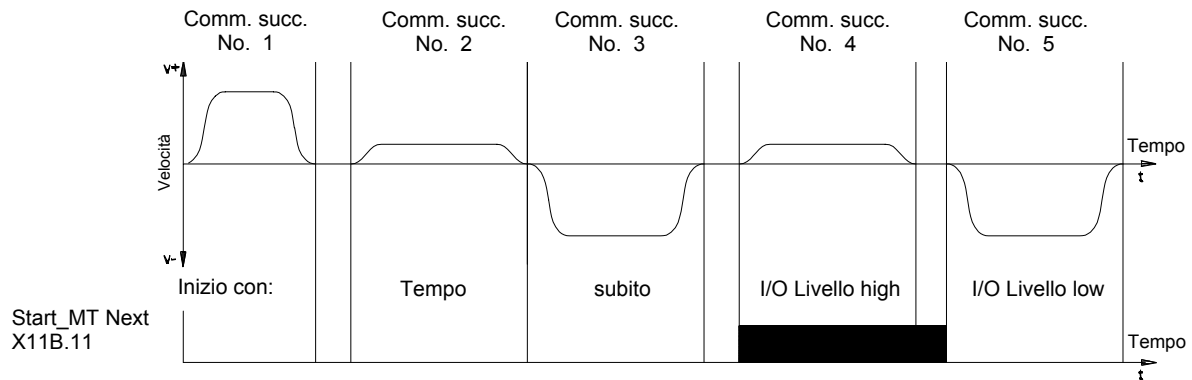 Comm. succ.
No. 1
Comm. succ.
No. 2
Comm. succ.
No. 3
Comm. succ.
No. 4
Comm. succ.
No. 5
v+
Velocità
v-
Tempo
t
Inizio con:
Tempo
subito
I/O Livello high
I/O Livello low
Start_MT Next
X11B.11
Tempo
t